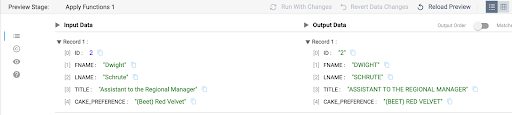 Preview Stage: Apply Functions 1 Run With Changes Revert Data Changes Reload Preview
Input Data Output Data Output Order Matchin
Record 1 : Record 1 :
[0] ID : 2 [0] ID : "2"
[1] FNAME : "Dwight" [1] FNAME : "DWIGHT"
[2] LNAME : "Schrute" [2] LNAME : "SCHRUTE"
[3] TITLE : "Assistant to the Regional Manager" [3] TITLE : "ASSISTANT TO THE REGIONAL MANAGER"
[4] CAKE_PREFERENCE : "(Beet) Red Velvet" [4] CAKE_PREFERENCE : "(BEET) RED VELVET"